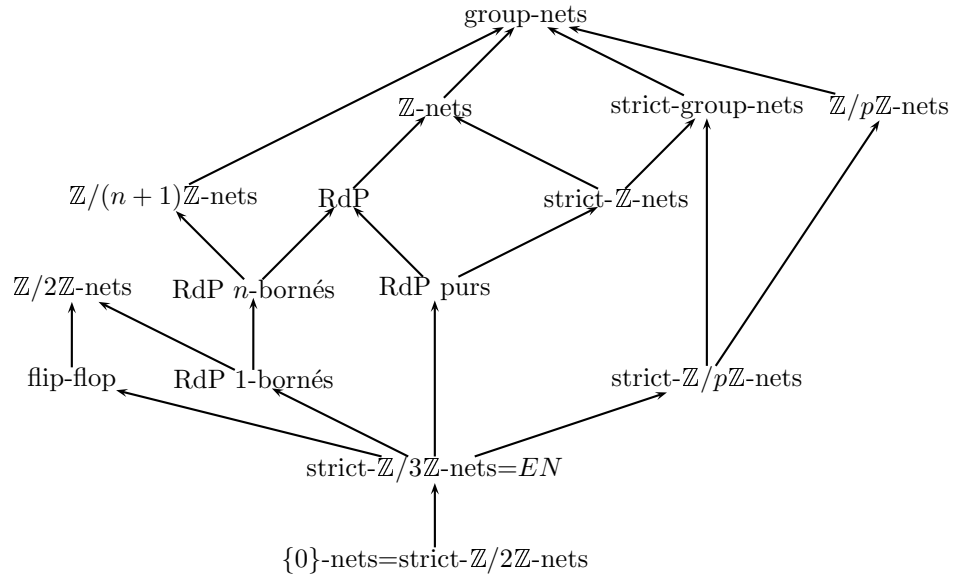 group-nets
ℤ-nets
strict-group-nets
ℤ/pℤ-nets
ℤ/(n + 1)ℤ-nets
RdP
strict-ℤ-nets
ℤ/2ℤ-nets
RdP n-bornés
RdP purs
flip-flop
RdP 1-bornés
strict-ℤ/pℤ-nets
strict-ℤ/3ℤ-nets=EN
{0}-nets=strict-ℤ/2ℤ-nets